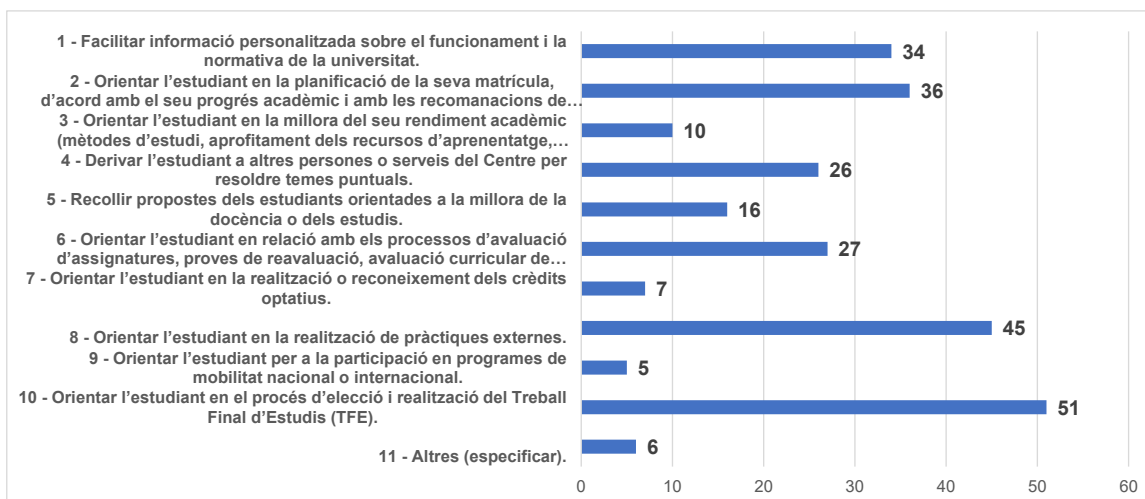 1 - Facilitar informació personalitzada sobre el funcionament i la
normativa de la universitat.
34
2 - Orientar l’estudiant en la planificació de la seva matrícula,
d’acord amb el seu progrés acadèmic i amb les recomanacions de…
36
3 - Orientar l’estudiant en la millora del seu rendiment acadèmic
(mètodes d’estudi, aprofitament dels recursos d’aprenentatge,…
10
4 - Derivar l’estudiant a altres persones o serveis del Centre per
resoldre temes puntuals.
26
5 - Recollir propostes dels estudiants orientades a la millora de la
docència o dels estudis.
16
6 - Orientar l’estudiant en relació amb els processos d’avaluació
d’assignatures, proves de reavaluació, avaluació curricular de…
27
7 - Orientar l’estudiant en la realització o reconeixement dels crèdits
optatius.
7
8 - Orientar l’estudiant en la realització de pràctiques externes.
45
9 - Orientar l’estudiant per a la participació en programes de
mobilitat nacional o internacional.
5
10 - Orientar l’estudiant en el procés d’elecció i realització del Treball
Final d’Estudis (TFE).
51
11 - Altres (especificar).
6
0 10 20 30 40 50 60